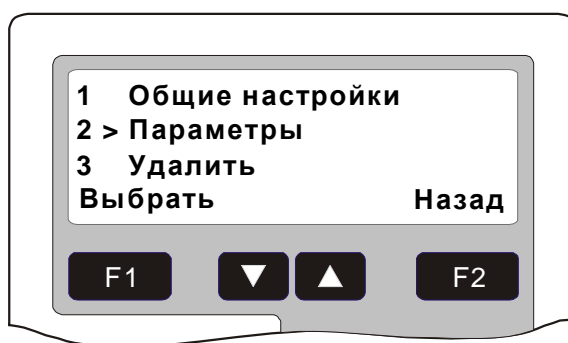 1 Общие настройки
2 > Параметры
3 Удалить
Выбрать Назад
F1 F2